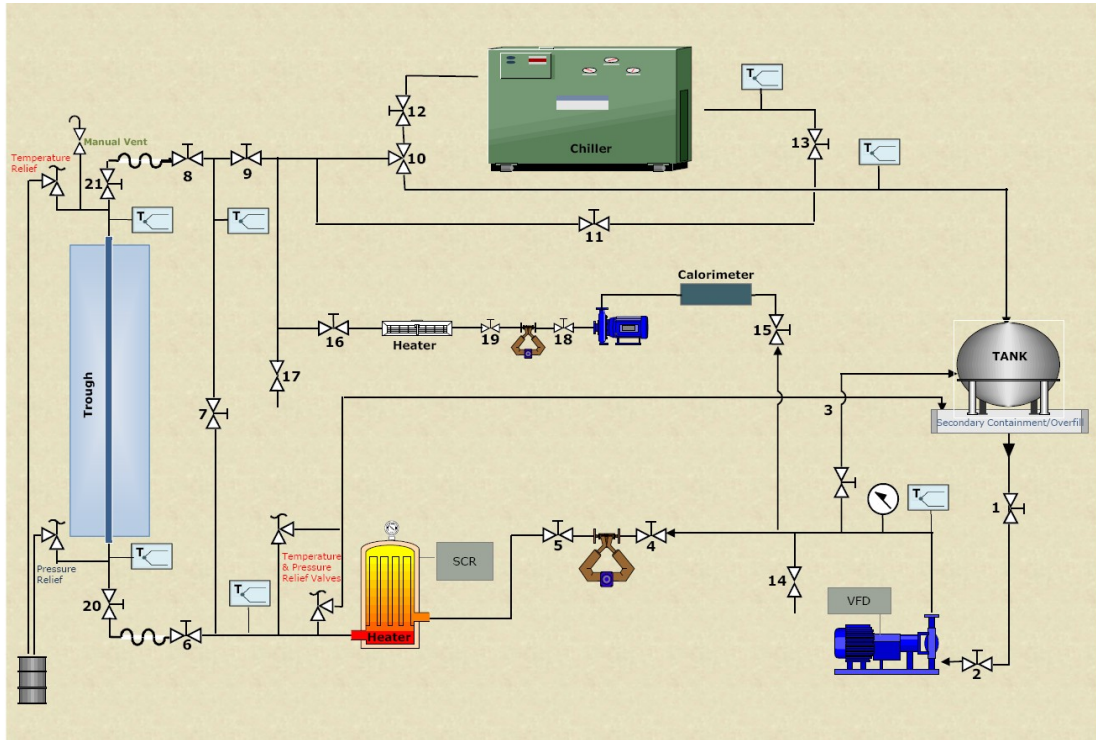 T
12
Manual Vent
Chiller
13
Temperature
Relief
10
T
8
9
21
T
T
11
Calorimeter
15
16
Heater
19
18
TANK
17
Trough
7
3
Secondary Containment/Overfill
T
1
5
4
Pressure
Relief
T
Temperature
& Pressure
Relief Valves
SCR
14
20
T
VFD
6
Heater
2